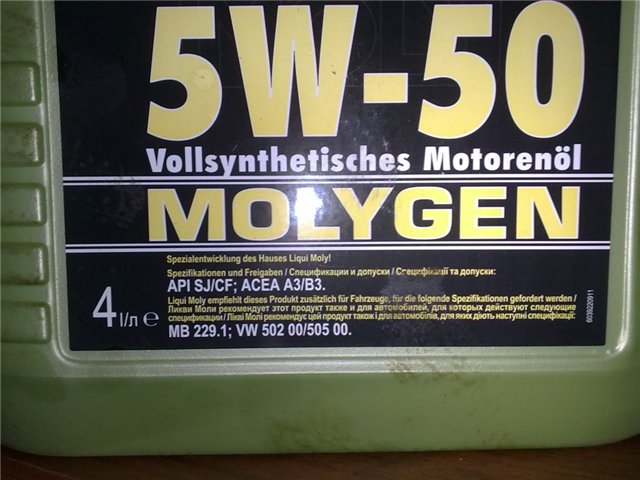 5W-50
Vollsynthetisches Motorenöl
MOLYGEN
Spezialentwicklung des Hauses Liqui Moly!
Spezifikationen und Freigaben / Спецификации и допуски / Специфікації та допуски:
API SJ/CF; ACEA A3/B3.
Liqui Moly empfiehlt dieses Produkt zusätzlich für Fahrzeuge, für die folgende Spezifikationen gefordert werden /
Ликви Моли рекомендует этот продукт также и для автомобилей, для которых действуют следующие
спецификации / Ліквi Молi рекомендує цей продукт також і для автомобілів, для яких діють наступні специфікації:
MB 229.1; VW 502 00/505 00.
4 l/л e
6039220911